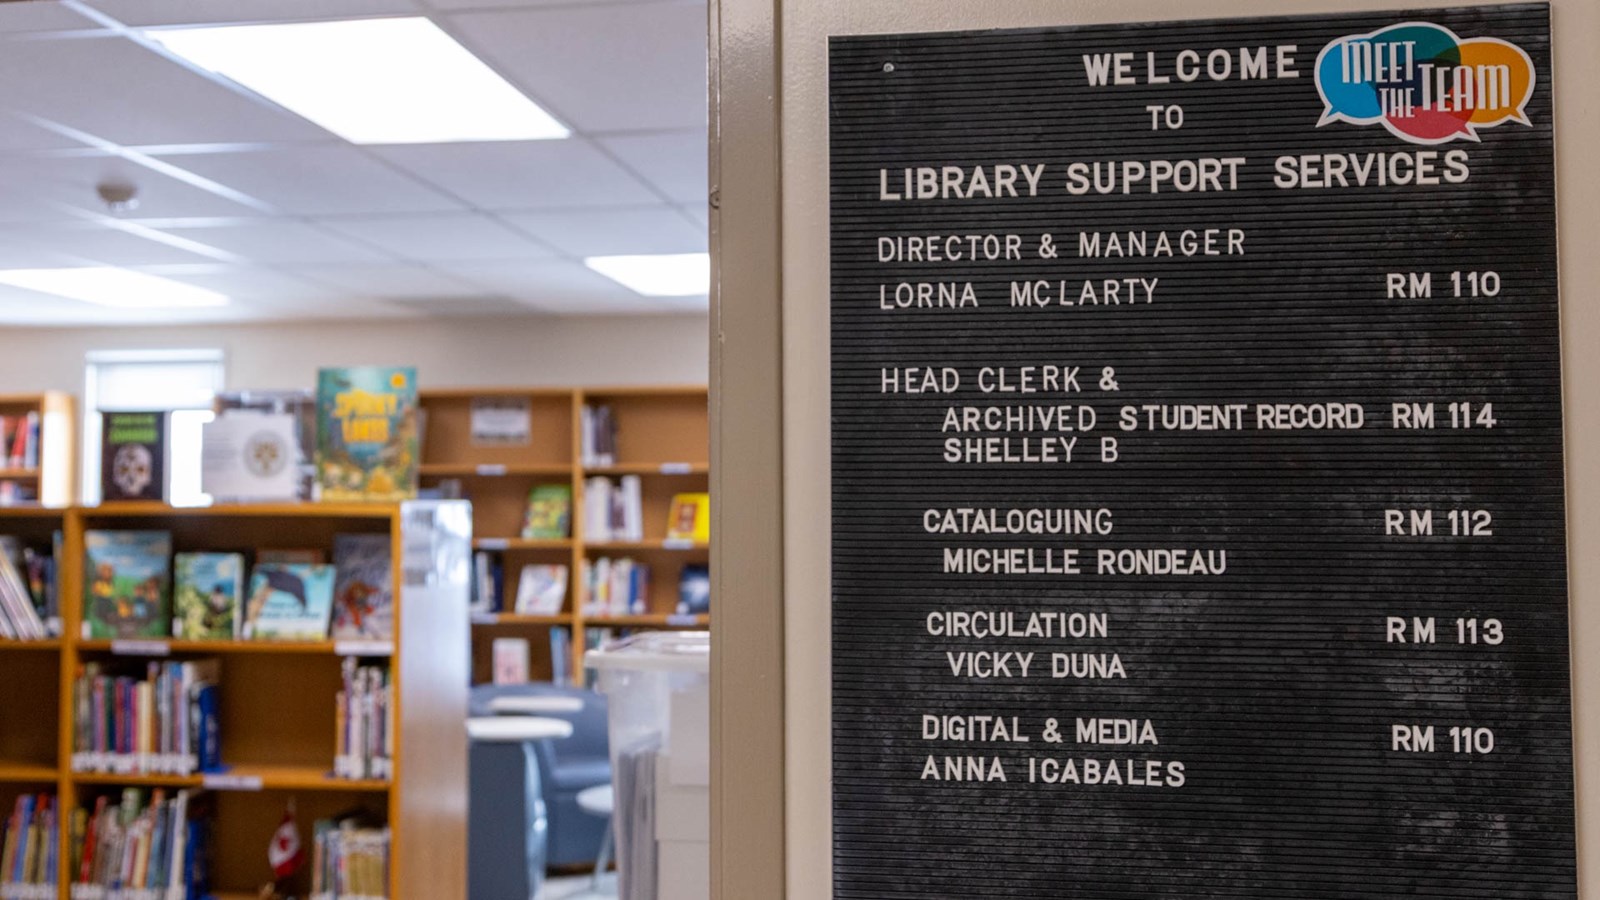 WELCOME
MEET
THE TEAM
TO
LIBRARY SUPPORT SERVICES
DIRECTOR & MANAGER
LORNA MCLARTY RM 110
HEAD CLERK &
ARCHIVED STUDENT RECORD RM 114
SHELLEY B
CATALOGUING RM 112
MICHELLE RONDEAU
CIRCULATION RM 113
VICKY DUNA
DIGITAL & MEDIA RM 110
ANNA ICABALES